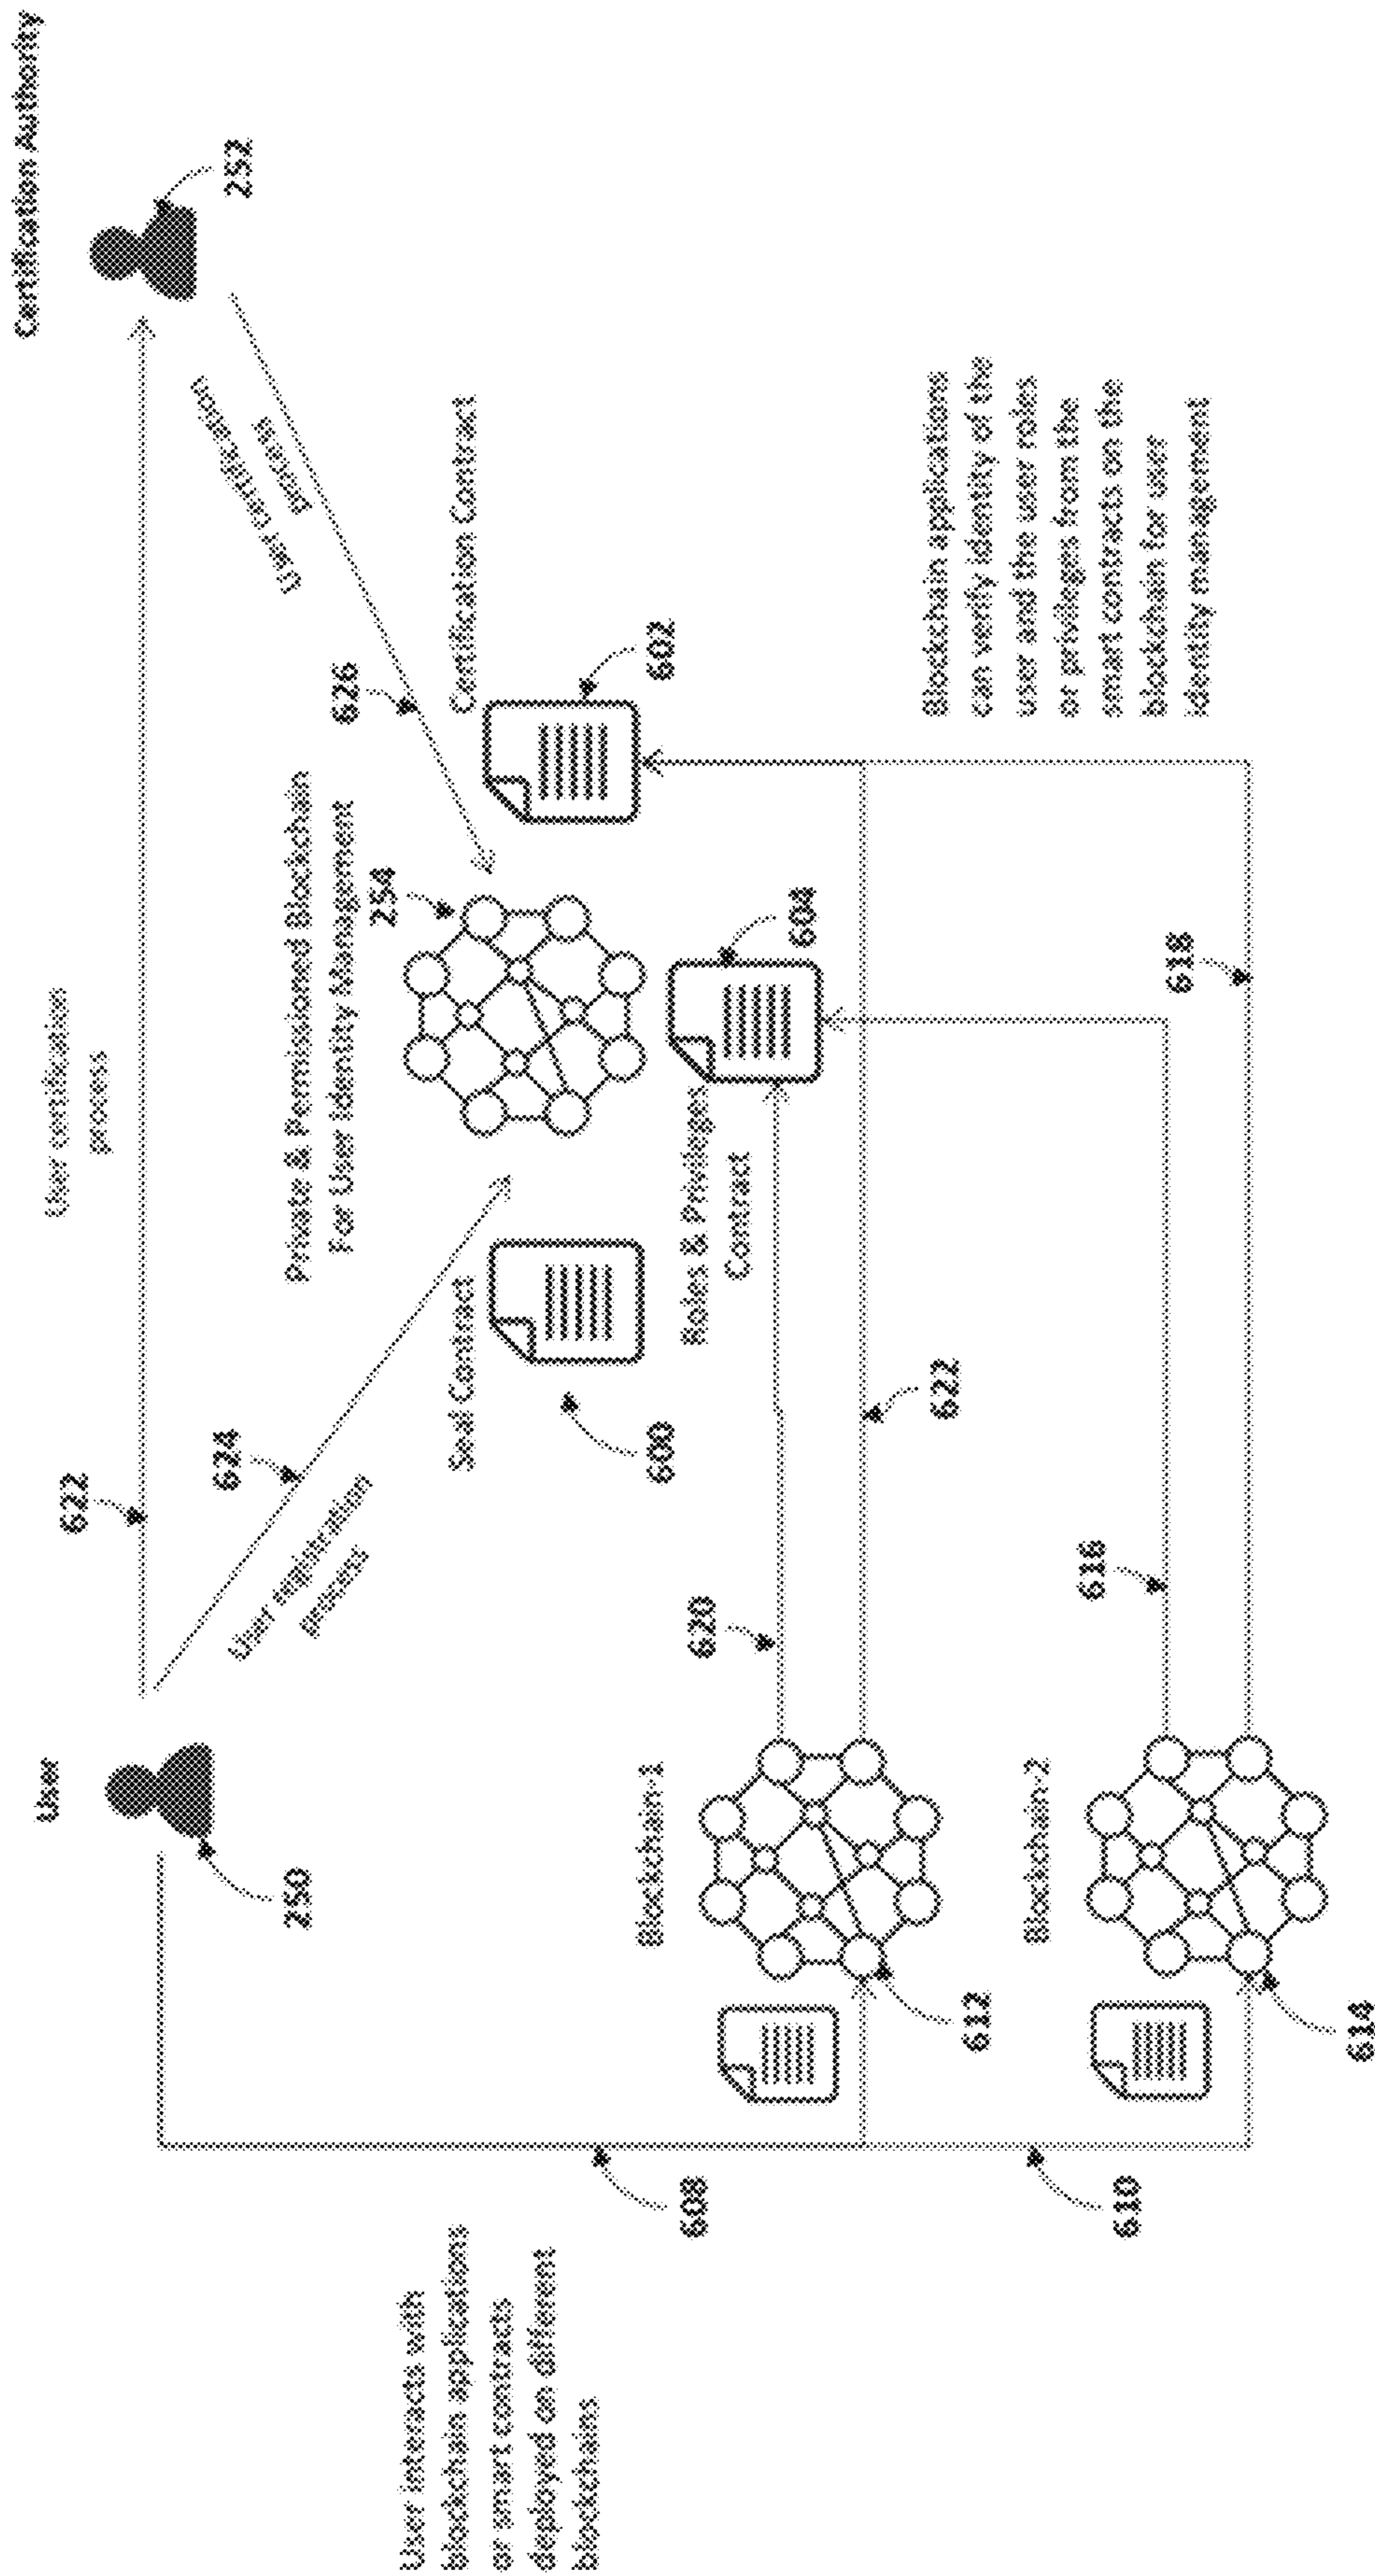 Certification Authority
252
User certification
process
622
User
250
User certification
process
626
624
User registration
process
Private & Permissioned Blockchain
For User Identity Management
254
Seal Contract
600
Certification Contract
602
Roles & Privileges
Contract
604
User interacts with
blockchain applications
or smart contracts
deployed on different
blockchains
608
610
Blockchain-1
612
620
622
Blockchain-2
614
616
618
Blockchain applications
can verify identity of the
user and the user roles
or privileges from the
smart contracts on the
blockchain for user
identity management